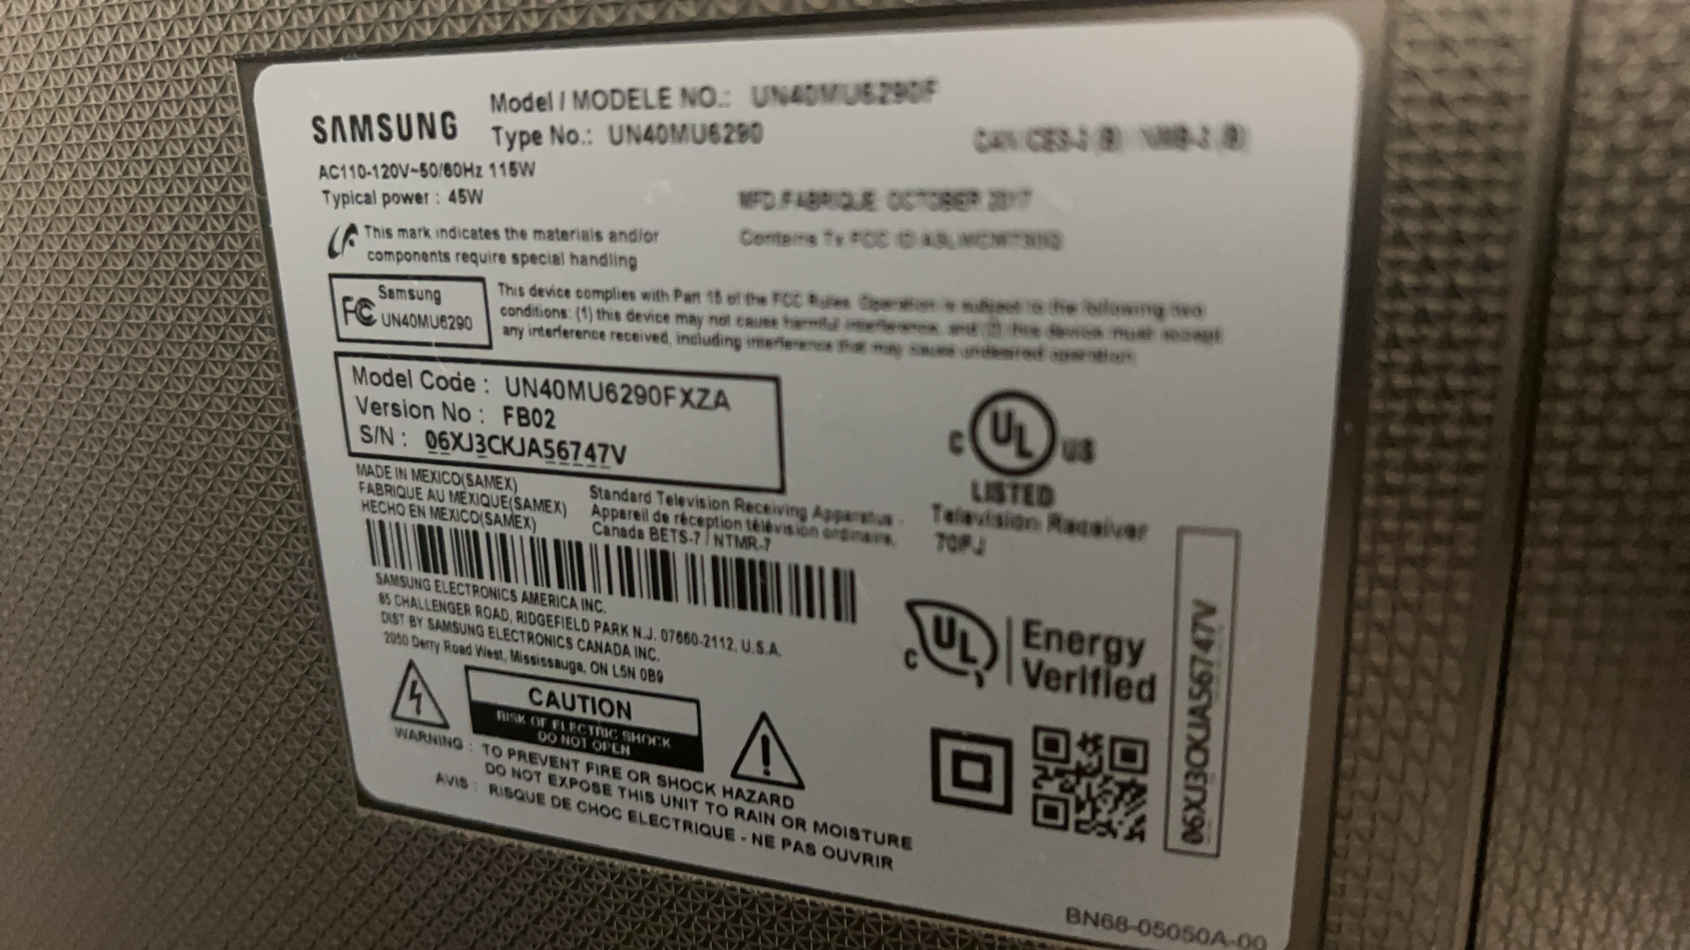 SAMSUNG
Model / MODELE NO.: UN40MU6290F
Type No.: UN40MU6290
CAN ICES-3 (B) / NMB-3 (B)
AC110-120V~50/60Hz 115W
Typical power : 45W
MFD/FABRIQUE: OCTOBER 2017
This mark indicates the materials and/or
components require special handling
Contains Tx FCC ID
FC Samsung
UN40MU6290
This device complies with Part 15 of the FCC Rules. Operation is subject to the following two
conditions: (1) this device may not cause harmful interference, and (2) this device must accept
any interference received, including interference that may cause undesired operation.
Model Code : UN40MU6290FXZA
Version No : FB02
S/N : 06XJ3CKJA56747V
C UL US
LISTED
Television Receiver
70PJ
MADE IN MEXICO(SAMEX)
FABRIQUE AU MEXIQUE(SAMEX)
HECHO EN MEXICO(SAMEX)
Standard Television Receiving Apparatus -
Appareil de réception télévision ordinaire,
Canada BETS-7 / NTMR-7
SAMSUNG ELECTRONICS AMERICA INC.
85 CHALLENGER ROAD, RIDGEFIELD PARK N.J. 07660-2112, U.S.A.
DIST BY SAMSUNG ELECTRONICS CANADA INC.
2050 Derry Road West, Mississauga, ON L5N 0B9
C UL Energy
Verified
06XJ3CKJA56747V
CAUTION
RISK OF ELECTRIC SHOCK
DO NOT OPEN
WARNING : TO PREVENT FIRE OR SHOCK HAZARD
DO NOT EXPOSE THIS UNIT TO RAIN OR MOISTURE
AVIS : RISQUE DE CHOC ELECTRIQUE - NE PAS OUVRIR
BN68-05050A-00